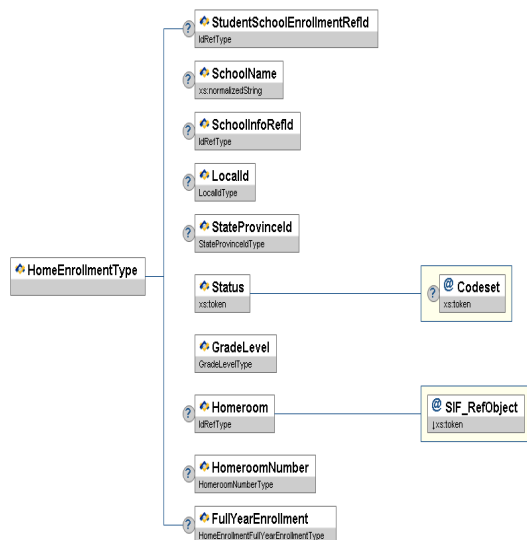 ? StudentSchoolEnrollmentRefId
IdRefType
? SchoolName
xs:normalizedString
? SchoolInfoRefId
IdRefType
? LocalId
LocalIdType
? StateProvinceId
StateProvinceIdType
HomeEnrollmentType
Status
xs:token
? @ Codeset
xs:token
GradeLevel
GradeLevelType
? Homeroom
IdRefType
@ SIF_RefObject
↓xs:token
? HomeroomNumber
HomeroomNumberType
? FullYearEnrollment
HomeEnrollmentFullYearEnrollmentType